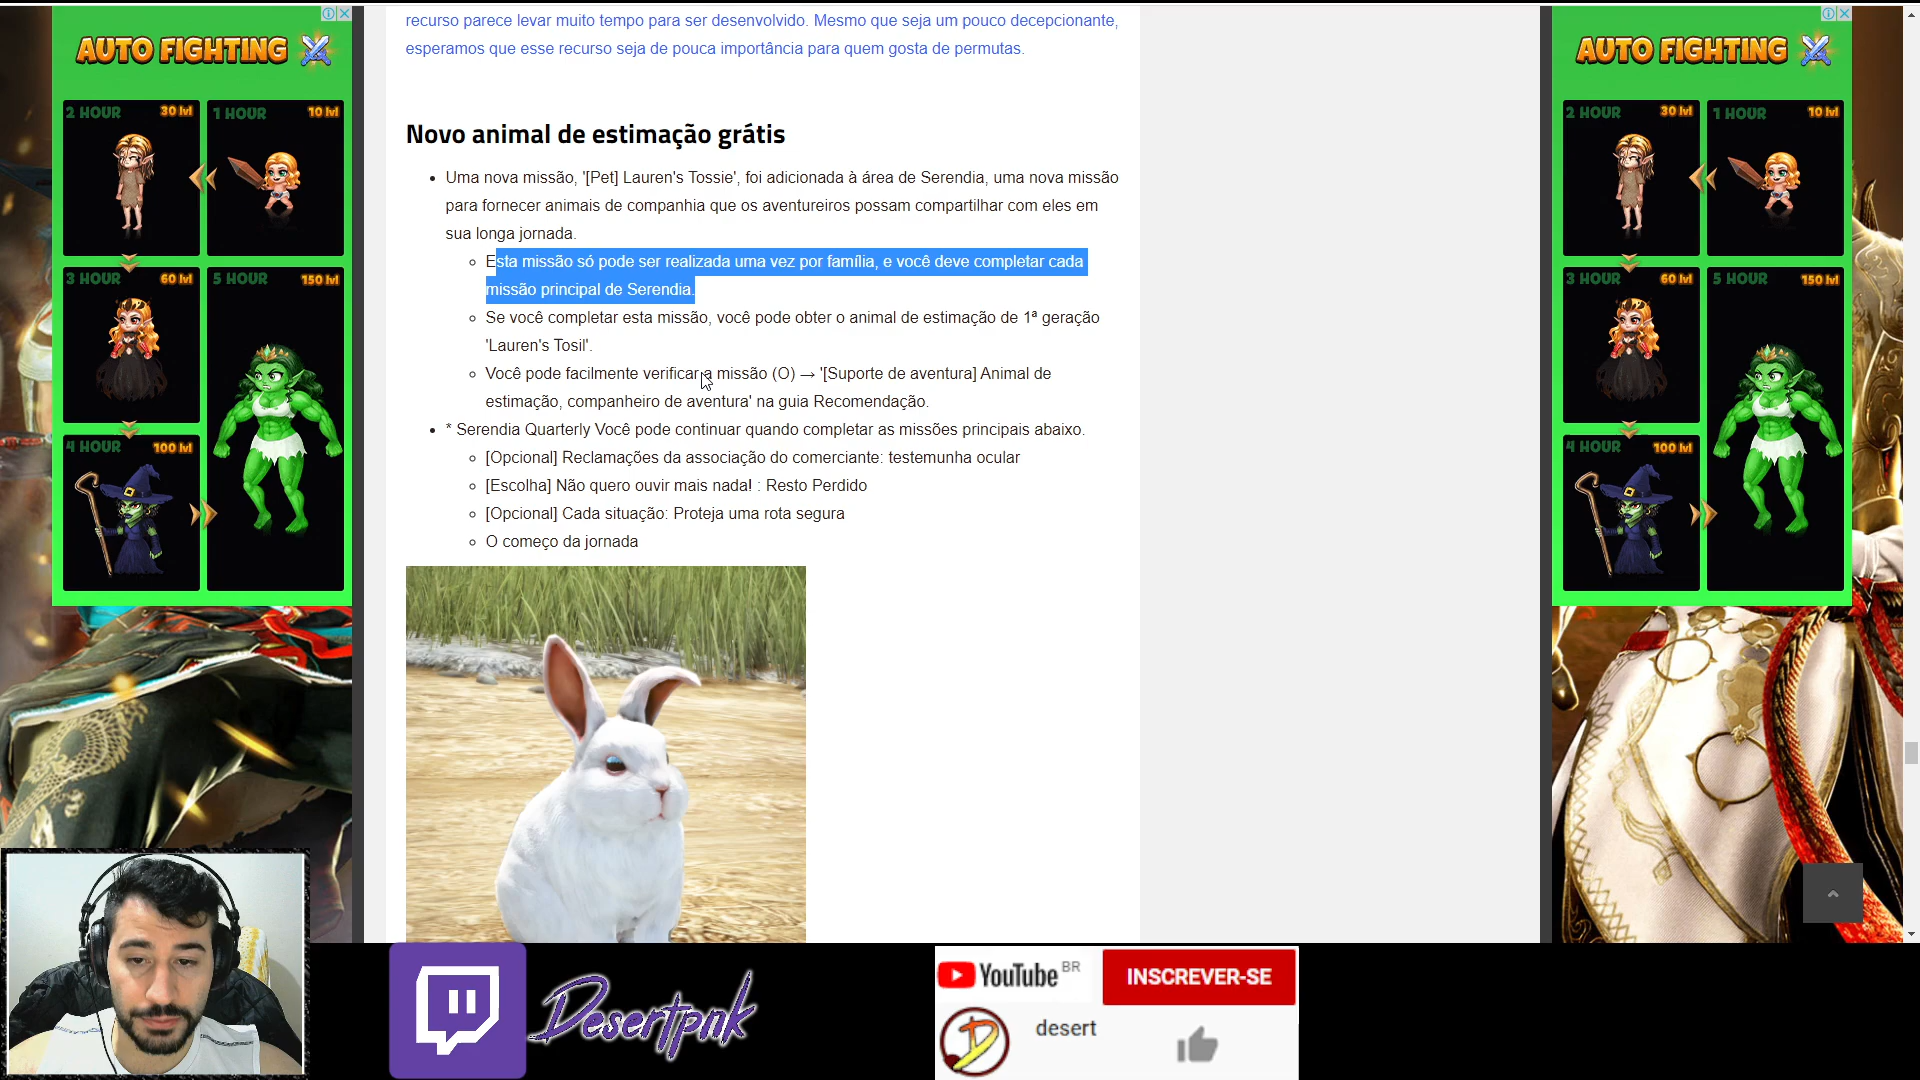 recurso parece levar muito tempo para ser desenvolvido. Mesmo que seja um pouco decepcionante,
esperamos que esse recurso seja de pouca importância para quem gosta de permutas.
AUTO FIGHTING
2 HOUR 30 lvl
1 HOUR 10 lvl
3 HOUR 60 lvl
5 HOUR 150 lvl
4 HOUR 100 lvl
Novo animal de estimação grátis
Uma nova missão, '[Pet] Lauren's Tossie', foi adicionada à área de Serendia, uma nova missão
para fornecer animais de companhia que os aventureiros possam compartilhar com eles em
sua longa jornada.
Esta missão só pode ser realizada uma vez por família, e você deve completar cada
missão principal de Serendia.
Se você completar esta missão, você pode obter o animal de estimação de 1ª geração
'Lauren's Tosil'.
Você pode facilmente verificar a missão (O) → '[Suporte de aventura] Animal de
estimação, companheiro de aventura' na guia Recomendação.
* Serendia Quarterly Você pode continuar quando completar as missões principais abaixo.
[Opcional] Reclamações da associação do comerciante: testemunha ocular
[Escolha] Não quero ouvir mais nada! : Resto Perdido
[Opcional] Cada situação: Proteja uma rota segura
O começo da jornada
AUTO FIGHTING
2 HOUR 30 lvl
1 HOUR 10 lvl
3 HOUR 60 lvl
5 HOUR 150 lvl
4 HOUR 100 lvl
Desertpnk
YouTube BR
INSCREVER-SE
desert